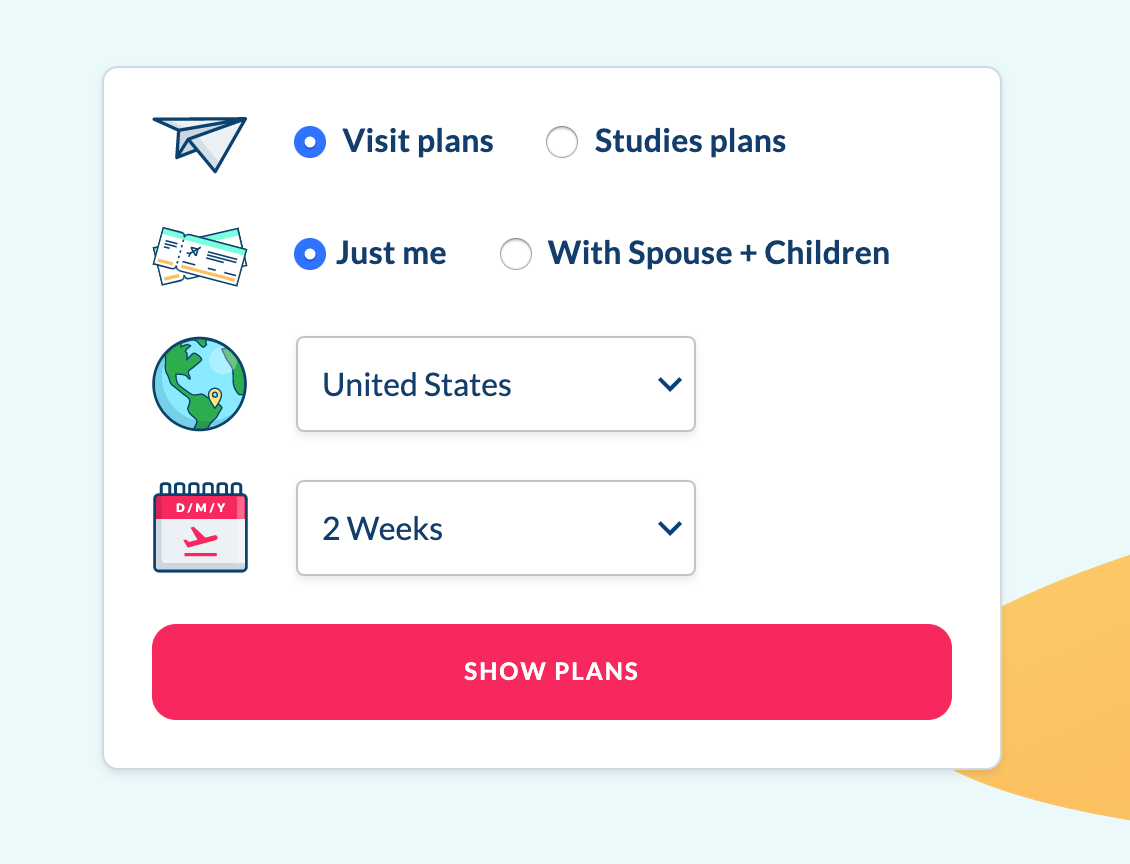 Visit plans Studies plans
Just me With Spouse + Children
United States
D/M/Y
2 Weeks
SHOW PLANS